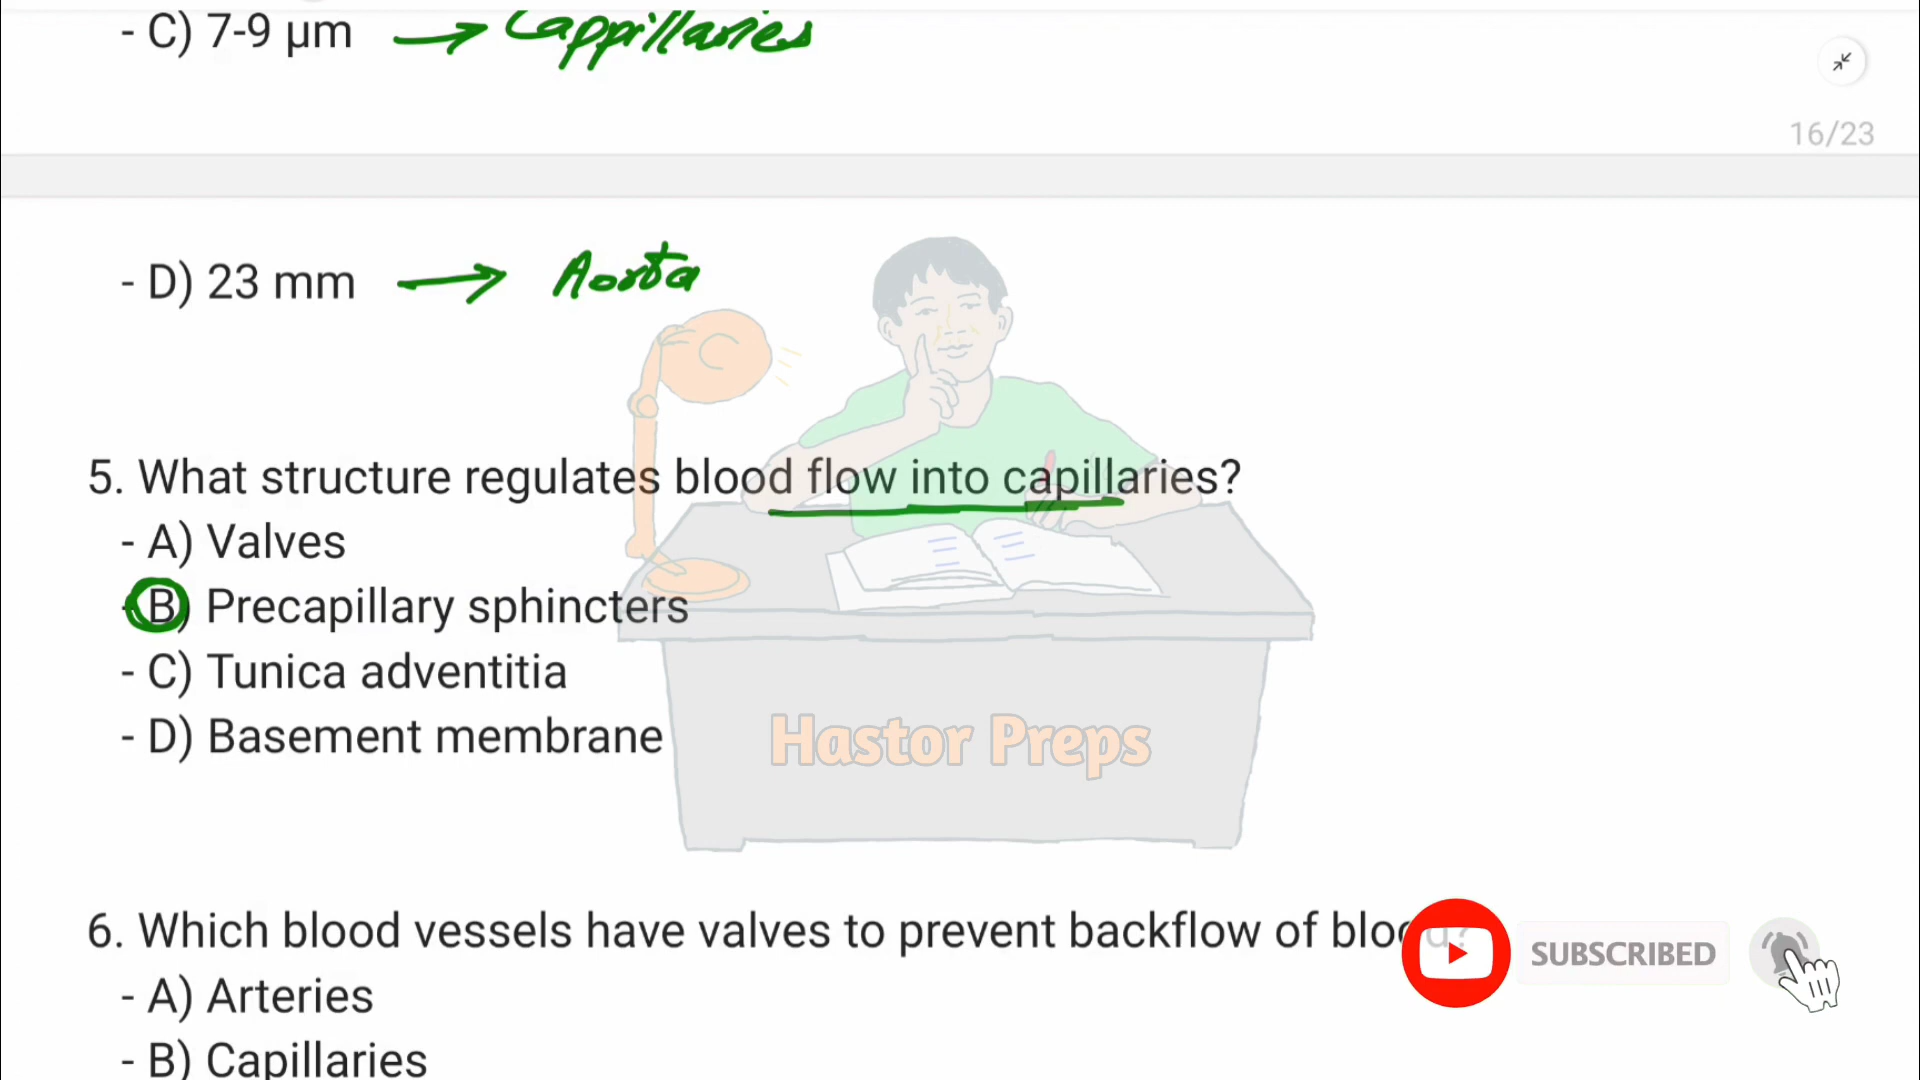 - C) 7-9 μm → Cappillaries
16/23
- D) 23 mm → Aorta
5. What structure regulates blood flow into capillaries?
- A) Valves
- B) Precapillary sphincters
- C) Tunica adventitia
- D) Basement membrane
Hastor Preps
6. Which blood vessels have valves to prevent backflow of blood?
SUBSCRIBED
- A) Arteries
- B) Capillaries